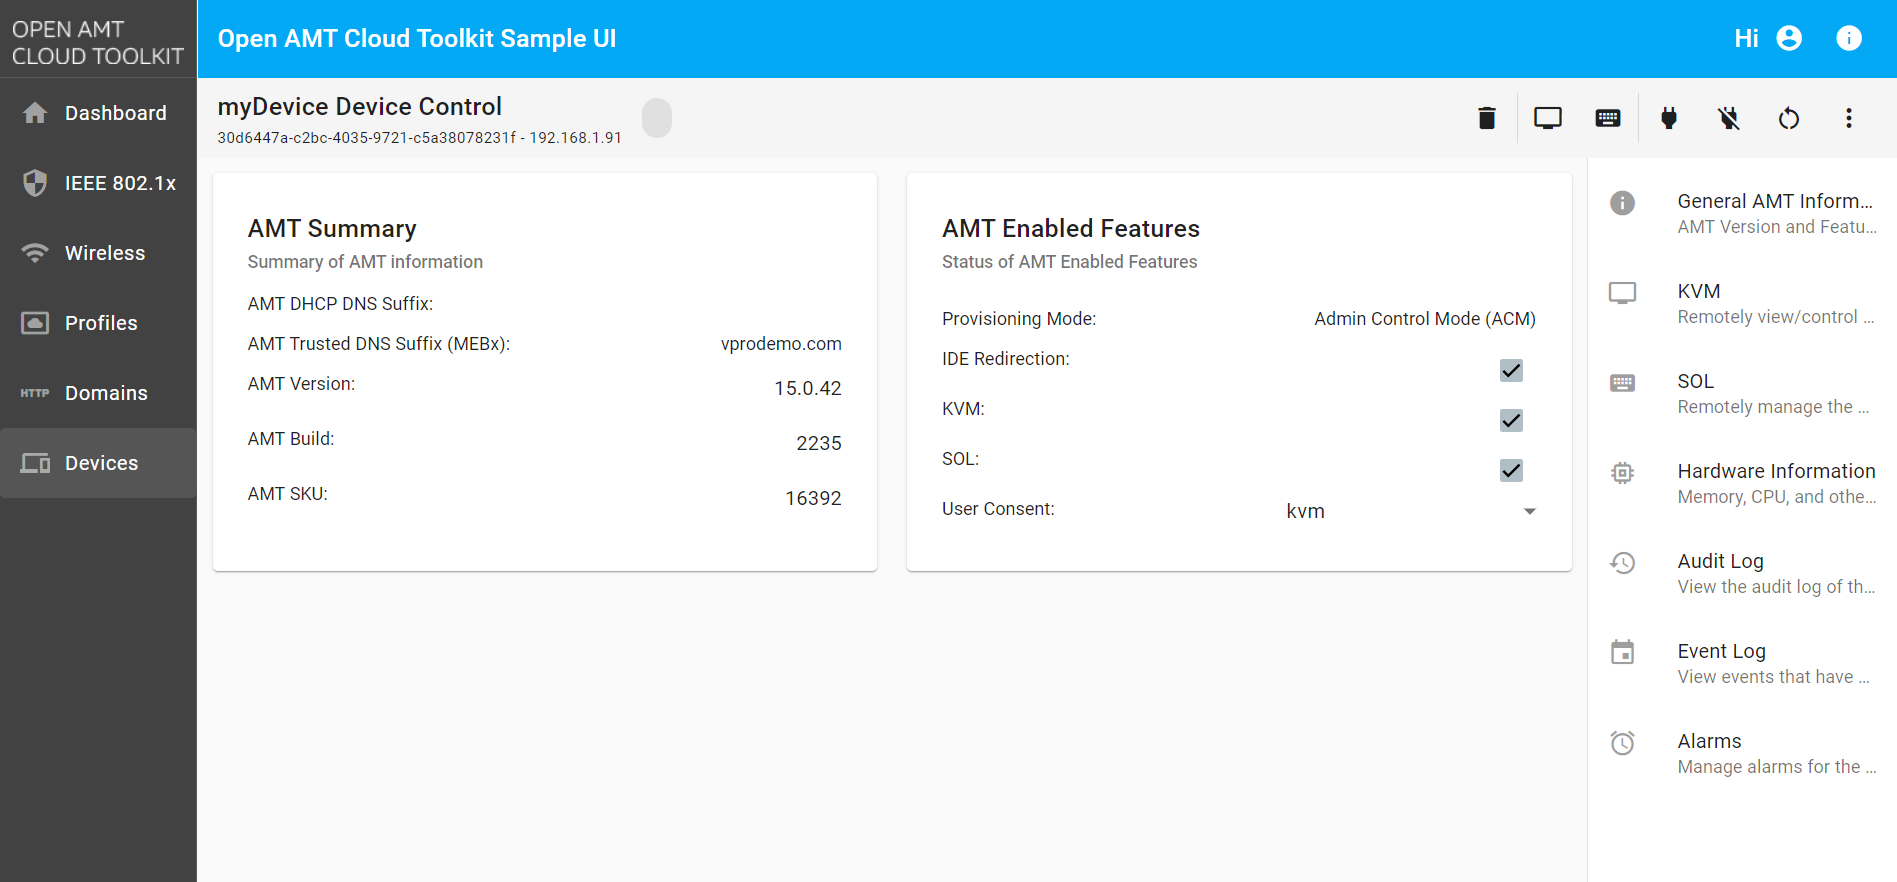 OPEN AMT
CLOUD TOOLKIT
Open AMT Cloud Toolkit Sample UI
Hi
Dashboard
IEEE 802.1x
Wireless
Profiles
HTTP Domains
Devices
myDevice Device Control
30d6447a-c2bc-4035-9721-c5a38078231f - 192.168.1.91
AMT Summary
Summary of AMT information
AMT DHCP DNS Suffix:
AMT Trusted DNS Suffix (MEBx): vprodemo.com
AMT Version: 15.0.42
AMT Build: 2235
AMT SKU: 16392
AMT Enabled Features
Status of AMT Enabled Features
Provisioning Mode: Admin Control Mode (ACM)
IDE Redirection:
KVM:
SOL:
User Consent: kvm
General AMT Inform...
AMT Version and Featu...
KVM
Remotely view/control ...
SOL
Remotely manage the ...
Hardware Information
Memory, CPU, and othe...
Audit Log
View the audit log of th...
Event Log
View events that have ...
Alarms
Manage alarms for the ...